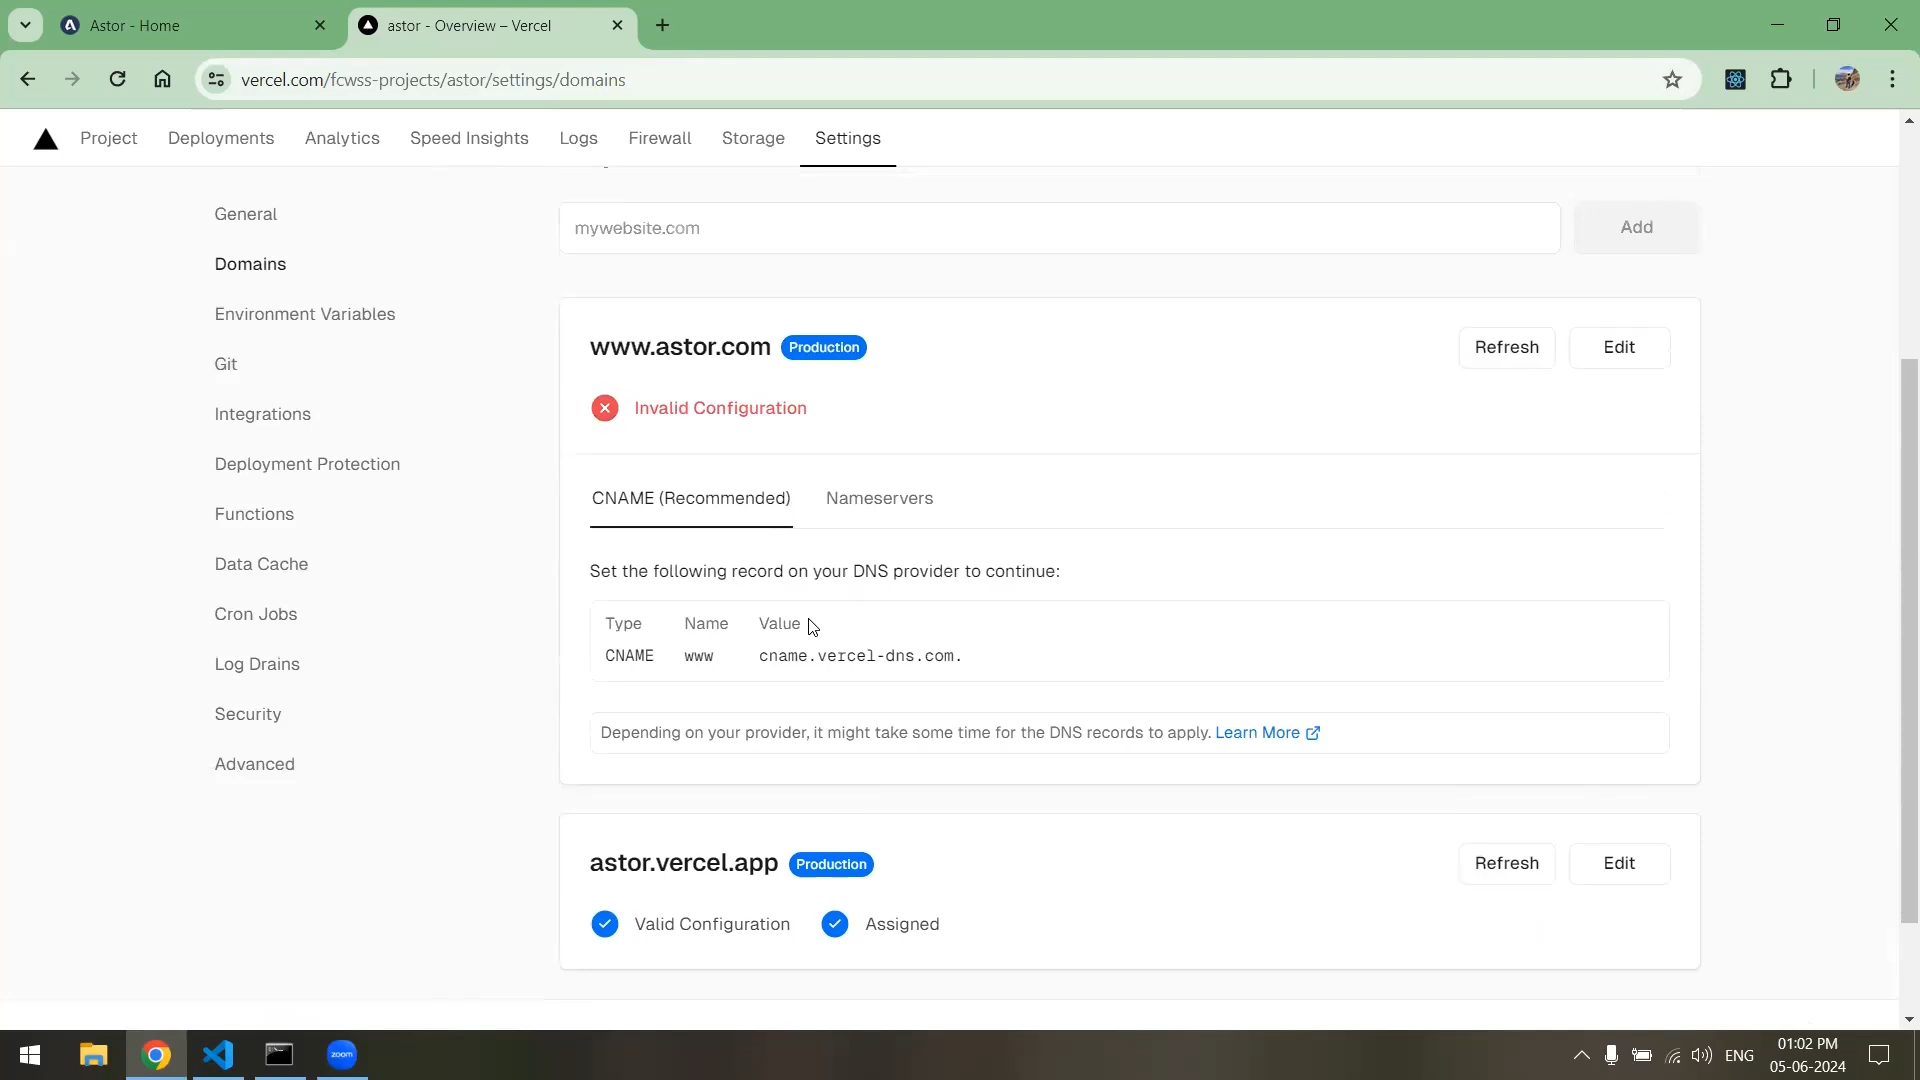 Astor - Home
astor - Overview – Vercel
vercel.com/fcwss-projects/astor/settings/domains
Project Deployments Analytics Speed Insights Logs Firewall Storage Settings
General
Domains
Environment Variables
Git
Integrations
Deployment Protection
Functions
Data Cache
Cron Jobs
Log Drains
Security
Advanced
mywebsite.com Add
www.astor.com Production Refresh Edit
Invalid Configuration
CNAME (Recommended) Nameservers
Set the following record on your DNS provider to continue:
Type Name Value
CNAME www cname.vercel-dns.com.
Depending on your provider, it might take some time for the DNS records to apply. Learn More
astor.vercel.app Production Refresh Edit
Valid Configuration Assigned
zoom
ENG
01:02 PM
05-06-2024